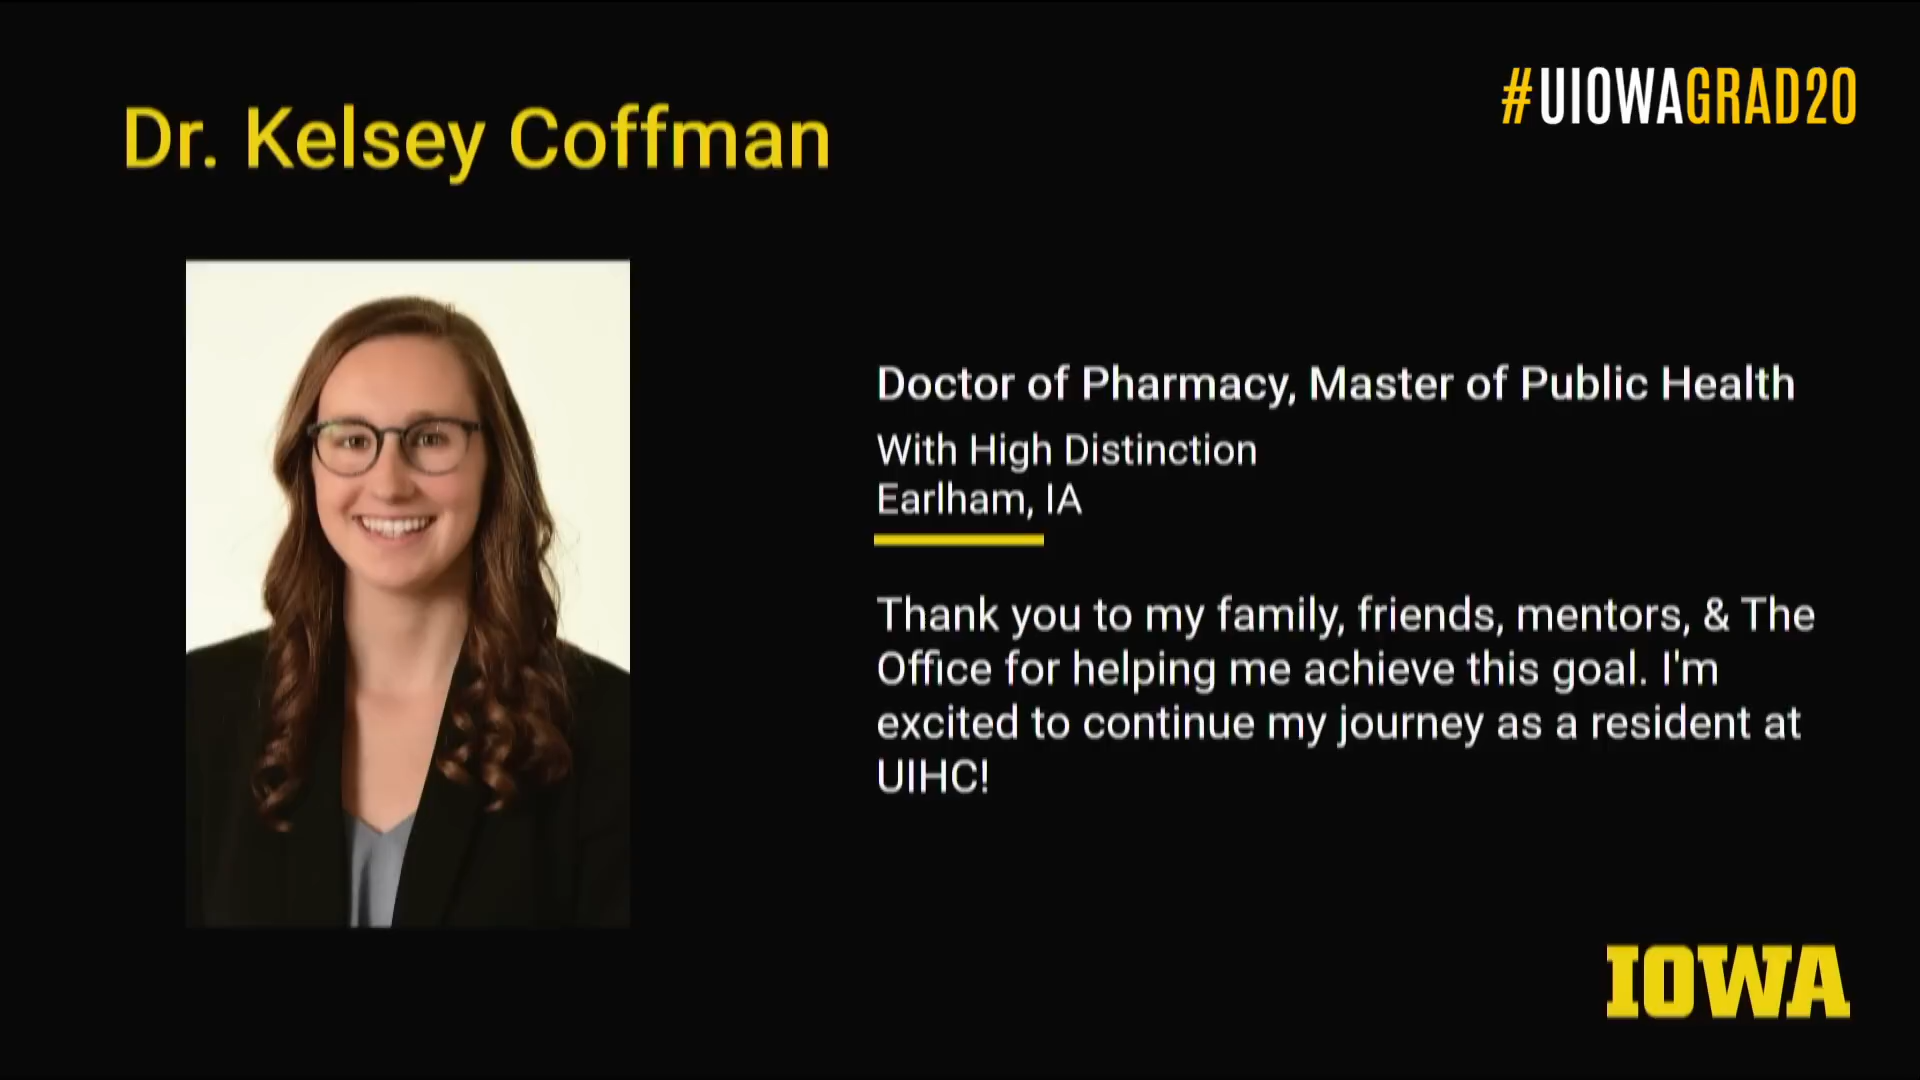 Dr. Kelsey Coffman
#UIOWAGRAD20
Doctor of Pharmacy, Master of Public Health
With High Distinction
Earlham, IA
Thank you to my family, friends, mentors, & The
Office for helping me achieve this goal. I'm
excited to continue my journey as a resident at
UIHC!
IOWA